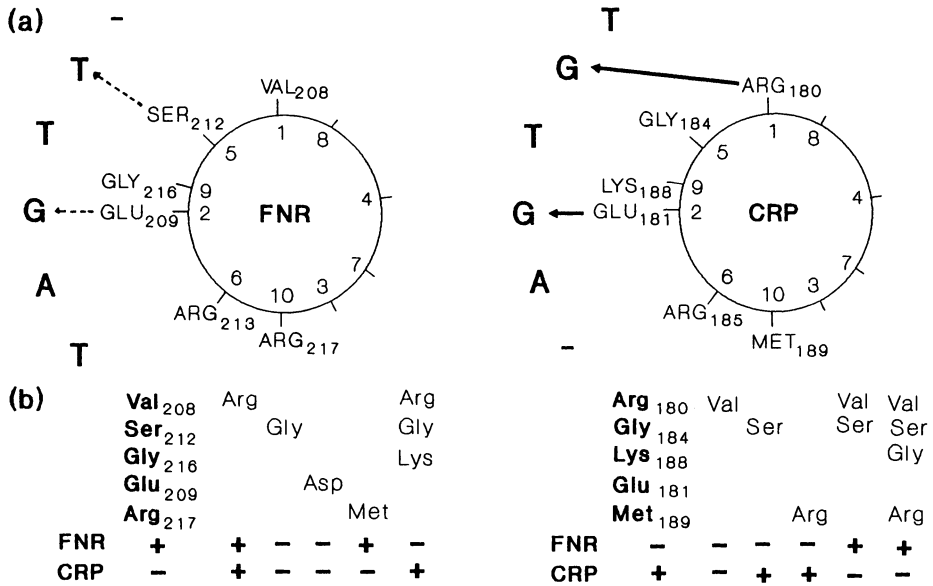 (a)
–
T
T
T
G
A
T
VAL208
SER212
GLY216
GLU209
ARG213
ARG217
1 8 5 9 2 4 6 10 3 7
FNR
T
G
T
G
A
–
ARG180
GLY184
LYS188
GLU181
ARG185
MET189
1 8 5 9 2 4 6 10 3 7
CRP
(b)
Val208 Arg Arg
Ser212 Gly Gly
Gly216 Lys
Glu209 Asp
Arg217 Met
FNR + + – – + –
CRP – + – – – +
Arg180 Val Val Val
Gly184 Ser Ser Ser
Lys188 Gly
Glu181
Met189 Arg Arg
FNR – – – – + +
CRP + – + + – –